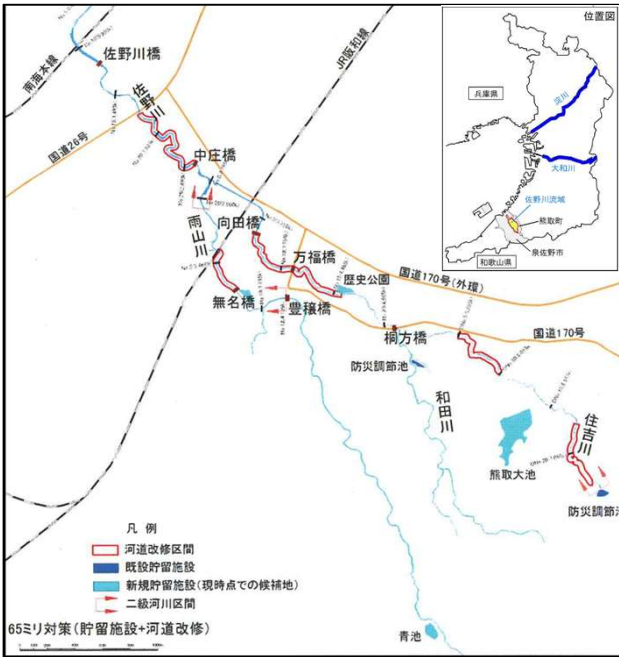 位置図
兵庫県
淀川
大和川
佐野川流域
熊取町
泉佐野市
和歌山県
南海本線
佐野川橋
JR阪和線
佐野川
国道26号
中庄橋
雨山川
向田橋
万福橋
歴史公園
国道170号(外環)
無名橋
豊穣橋
桐方橋
国道170号
防災調節池
和田川
住吉川
熊取大池
防災調節池
凡 例
河道改修区間
既設貯留施設
新規貯留施設(現時点での候補地)
二級河川区間
65ミリ対策(貯留施設+河道改修)
青池